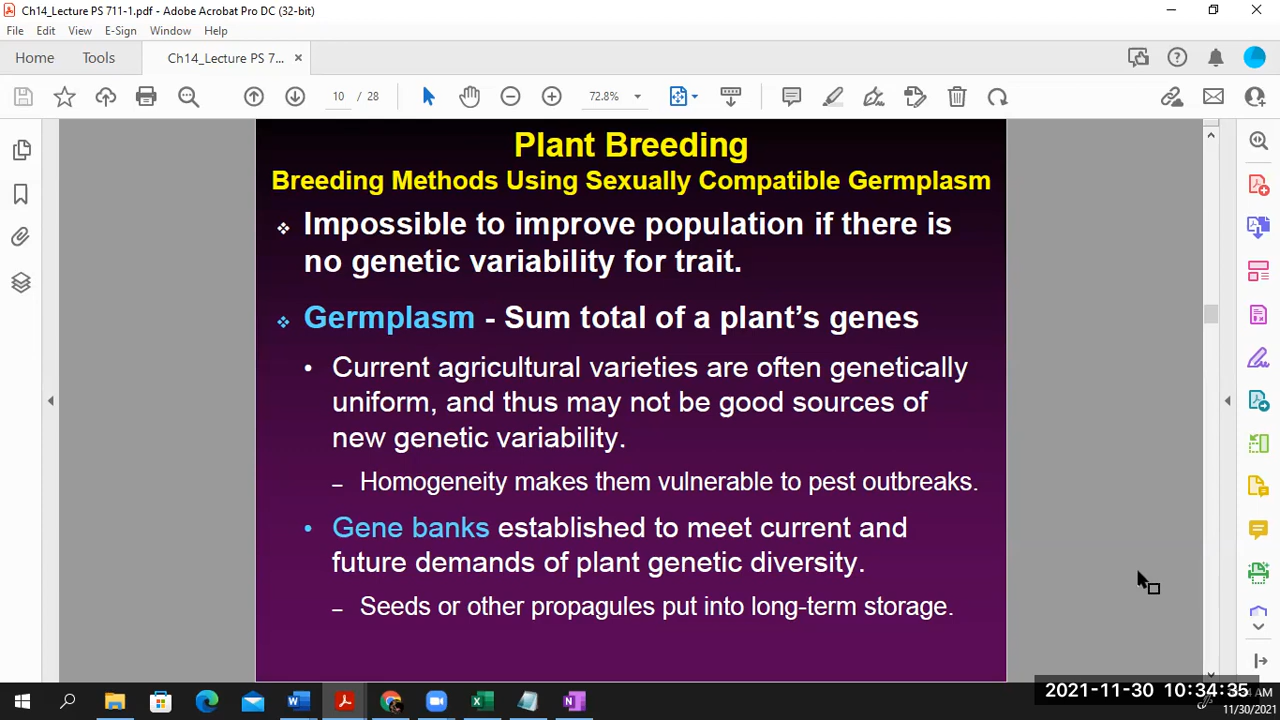 Ch14_Lecture PS 711-1.pdf - Adobe Acrobat Pro DC (32-bit)
File Edit View E-Sign Window Help
Home Tools Ch14_Lecture PS 7... ×
10 / 28 72.8%
Plant Breeding
Breeding Methods Using Sexually Compatible Germplasm
❖ Impossible to improve population if there is
no genetic variability for trait.
❖ Germplasm - Sum total of a plant’s genes
• Current agricultural varieties are often genetically
uniform, and thus may not be good sources of
new genetic variability.
– Homogeneity makes them vulnerable to pest outbreaks.
• Gene banks established to meet current and
future demands of plant genetic diversity.
– Seeds or other propagules put into long-term storage.
2021-11-30 10:34:35 AM
11/30/2021